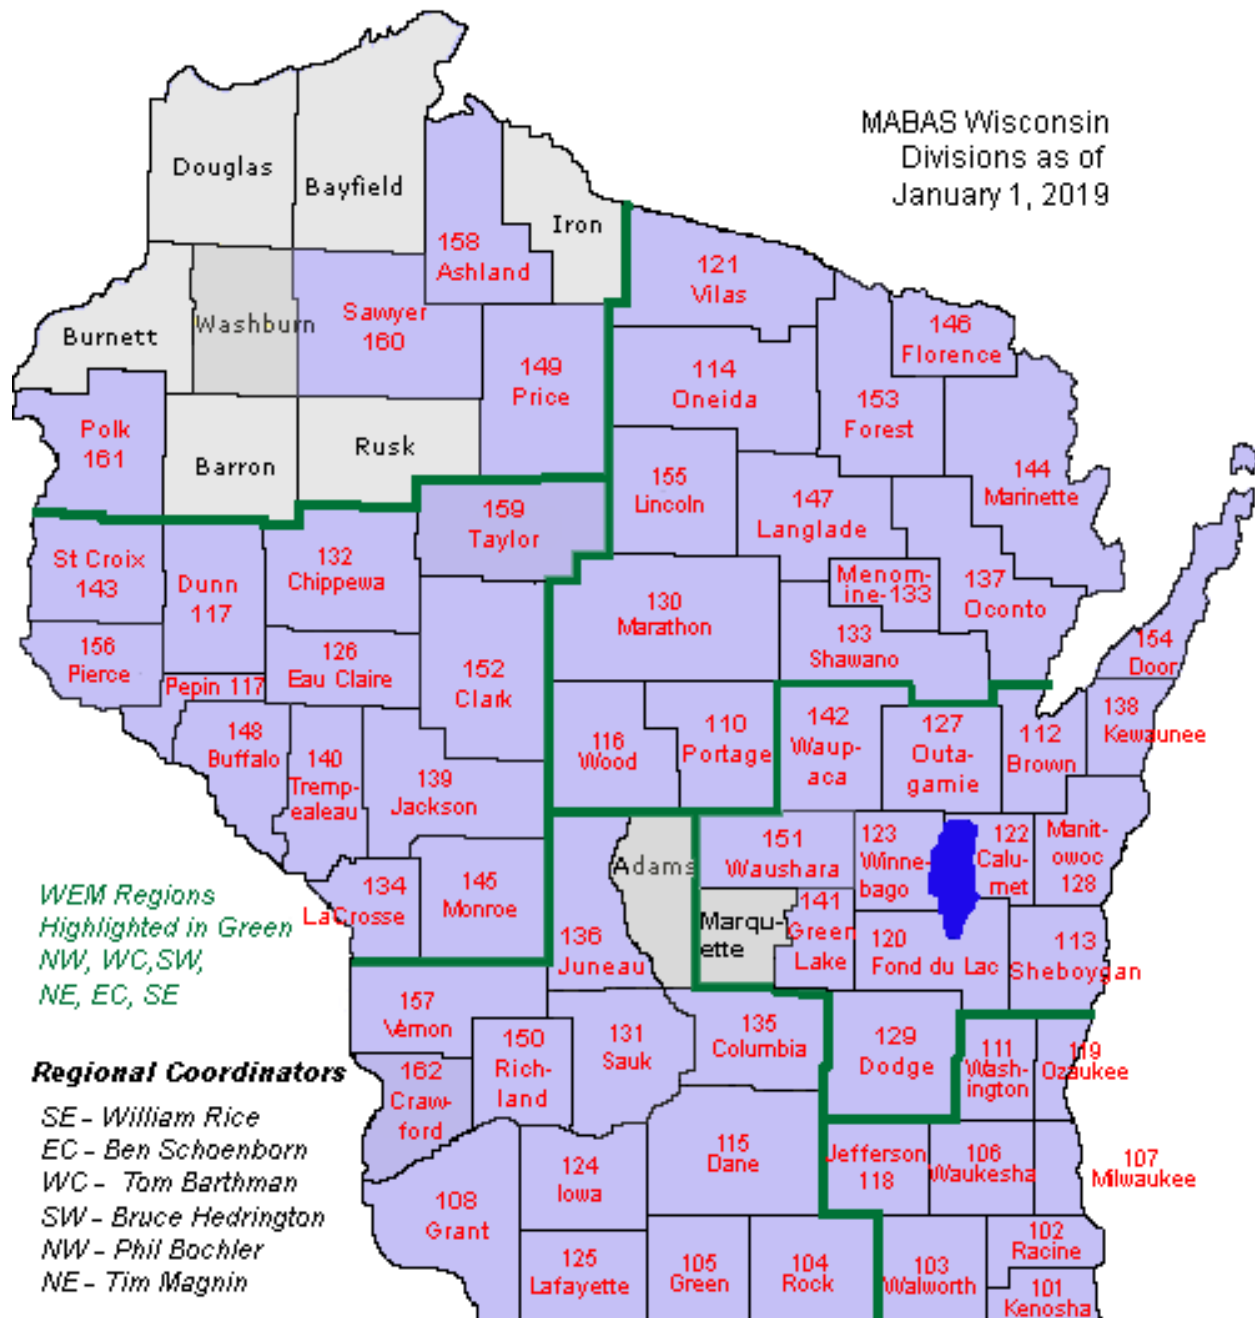 MABAS Wisconsin
Divisions as of
January 1, 2019
Douglas
Bayfield
Iron
158
Ashland
121
Vilas
Burnett
Washburn
Sawyer
160
146
Florence
149
Price
114
Oneida
153
Forest
Polk
161
Barron
Rusk
155
Lincoln
147
Langlade
144
Marinette
159
Taylor
St Croix
143
Dunn
117
132
Chippewa
Menom-
ine-133
137
Oconto
130
Marathon
133
Shawano
156
Pierce
126
Eau Claire
152
Clark
154
Door
Pepin 117
148
Buffalo
140
Tremp-
ealeau
139
Jackson
116
Wood
110
Portage
142
Waup-
aca
127
Outa-
gamie
112
Brown
138
Kewaunee
151
Waushara
123
Winne-
bago
122
Calu-
met
Manit-
owoc
128
Adams
134
LaCrosse
145
Monroe
136
Juneau
Marqu-
ette
141
Green
Lake
120
Fond du Lac
113
Sheboygan
WEM Regions
Highlighted in Green
NW, WC,SW,
NE, EC, SE
157
Vernon
150
Rich-
land
131
Sauk
135
Columbia
129
Dodge
111
Wash-
ington
119
Ozaukee
162
Craw-
ford
Regional Coordinators
SE - William Rice
EC - Ben Schoenborn
WC - Tom Barthman
SW - Bruce Hedrington
NW - Phil Bochler
NE - Tim Magnin
108
Grant
124
Iowa
115
Dane
Jefferson
118
106
Waukesha
107
Milwaukee
125
Lafayette
105
Green
104
Rock
103
Walworth
102
Racine
101
Kenosha